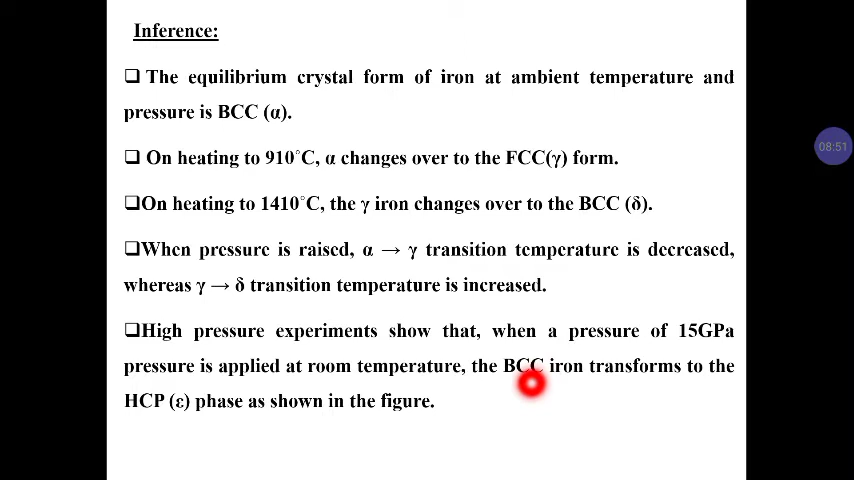 Inference:
❑ The equilibrium crystal form of iron at ambient temperature and
pressure is BCC (α).
❑ On heating to 910°C, α changes over to the FCC(γ) form.
❑On heating to 1410°C, the γ iron changes over to the BCC (δ).
❑When pressure is raised, α → γ transition temperature is decreased,
whereas γ → δ transition temperature is increased.
❑High pressure experiments show that, when a pressure of 15GPa
pressure is applied at room temperature, the BCC iron transforms to the
HCP (ε) phase as shown in the figure.
08:51